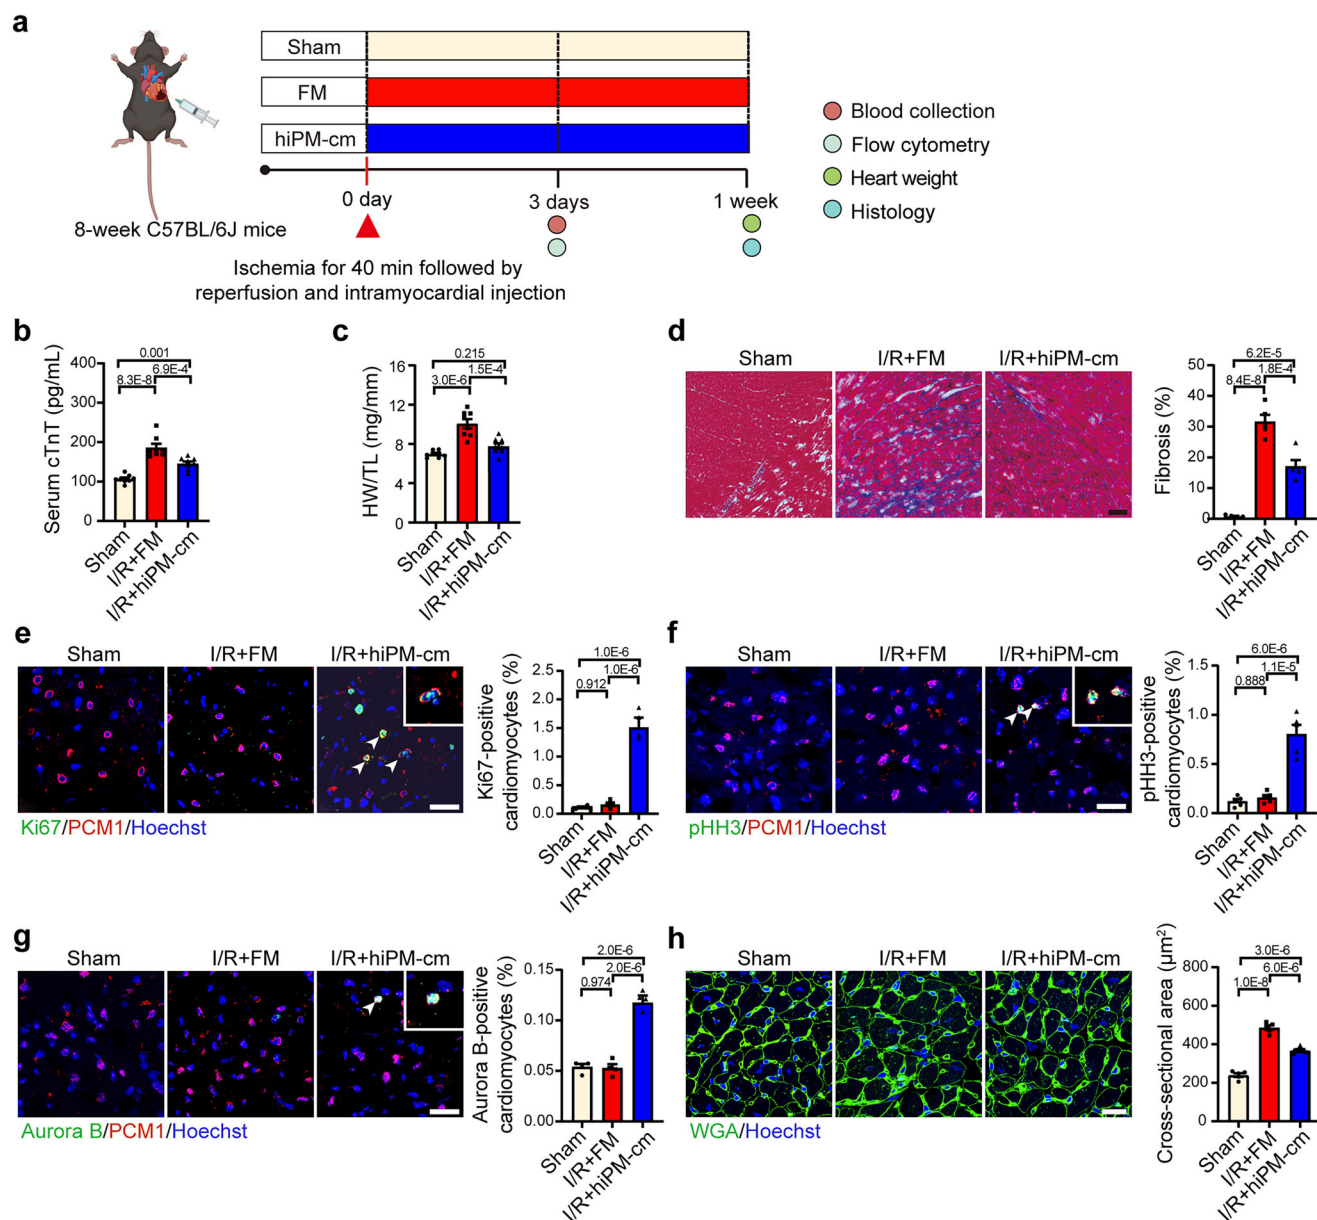 a
Sham
FM
hiPM-cm
0 day
3 days
1 week
8-week C57BL/6J mice
Ischemia for 40 min followed by
reperfusion and intramyocardial injection
Blood collection
Flow cytometry
Heart weight
Histology
b
Serum cTnT (pg/mL)
400
300
200
100
0
0.001
8.3E-8
6.9E-4
Sham
I/R+FM
I/R+hiPM-cm
c
HW/TL (mg/mm)
16
12
8
4
0
0.215
3.0E-6
1.5E-4
Sham
I/R+FM
I/R+hiPM-cm
d
Sham
I/R+FM
I/R+hiPM-cm
Fibrosis (%)
50
40
30
20
10
0
6.2E-5
8.4E-8
1.8E-4
Sham
I/R+FM
I/R+hiPM-cm
e
Sham
I/R+FM
I/R+hiPM-cm
Ki67/PCM1/Hoechst
Ki67-positive
cardiomyocytes (%)
2.5
2.0
1.5
1.0
0.5
0.0
1.0E-6
0.912
1.0E-6
Sham
I/R+FM
I/R+hiPM-cm
f
Sham
I/R+FM
I/R+hiPM-cm
pHH3/PCM1/Hoechst
pHH3-positive
cardiomyocytes (%)
1.5
1.0
0.5
0.0
6.0E-6
0.888
1.1E-5
Sham
I/R+FM
I/R+hiPM-cm
g
Sham
I/R+FM
I/R+hiPM-cm
Aurora B/PCM1/Hoechst
Aurora B-positive
cardiomyocytes (%)
0.15
0.10
0.05
0.00
2.0E-6
0.974
2.0E-6
Sham
I/R+FM
I/R+hiPM-cm
h
Sham
I/R+FM
I/R+hiPM-cm
WGA/Hoechst
Cross-sectional area (µm²)
800
600
400
200
0
3.0E-6
1.0E-8
6.0E-6
Sham
I/R+FM
I/R+hiPM-cm